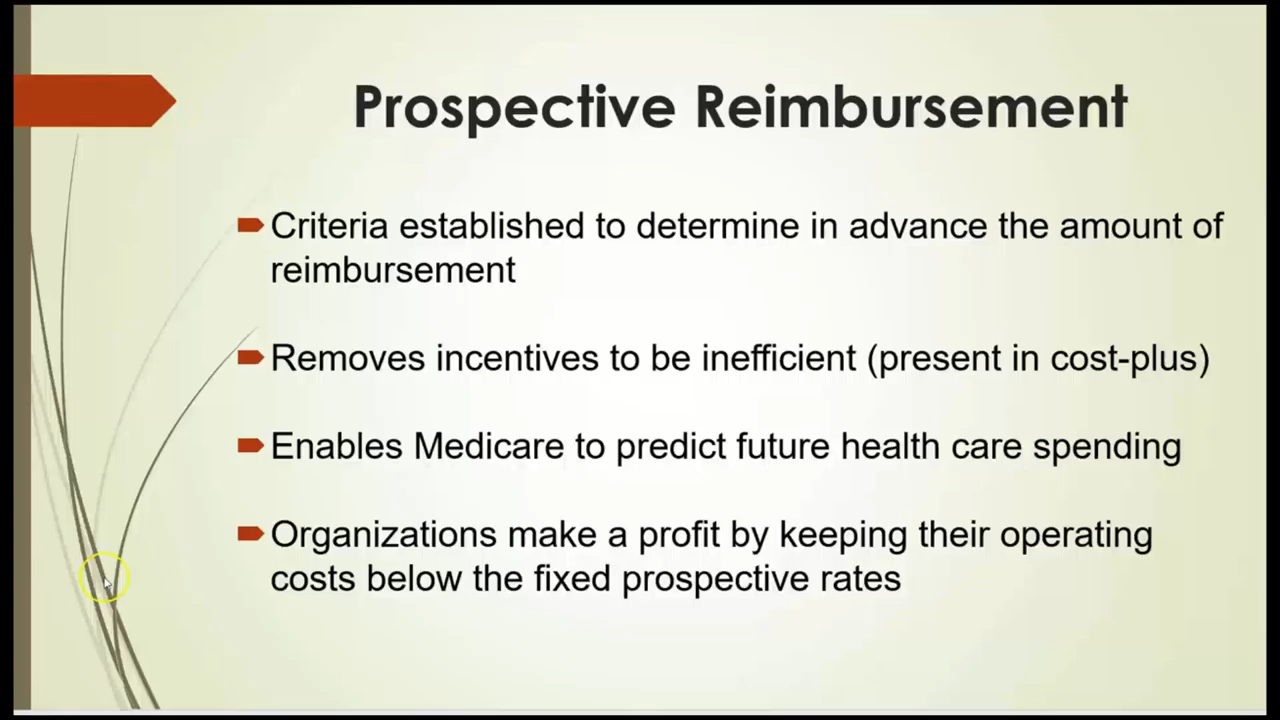 Prospective Reimbursement
Criteria established to determine in advance the amount of
reimbursement
Removes incentives to be inefficient (present in cost-plus)
Enables Medicare to predict future health care spending
Organizations make a profit by keeping their operating
costs below the fixed prospective rates